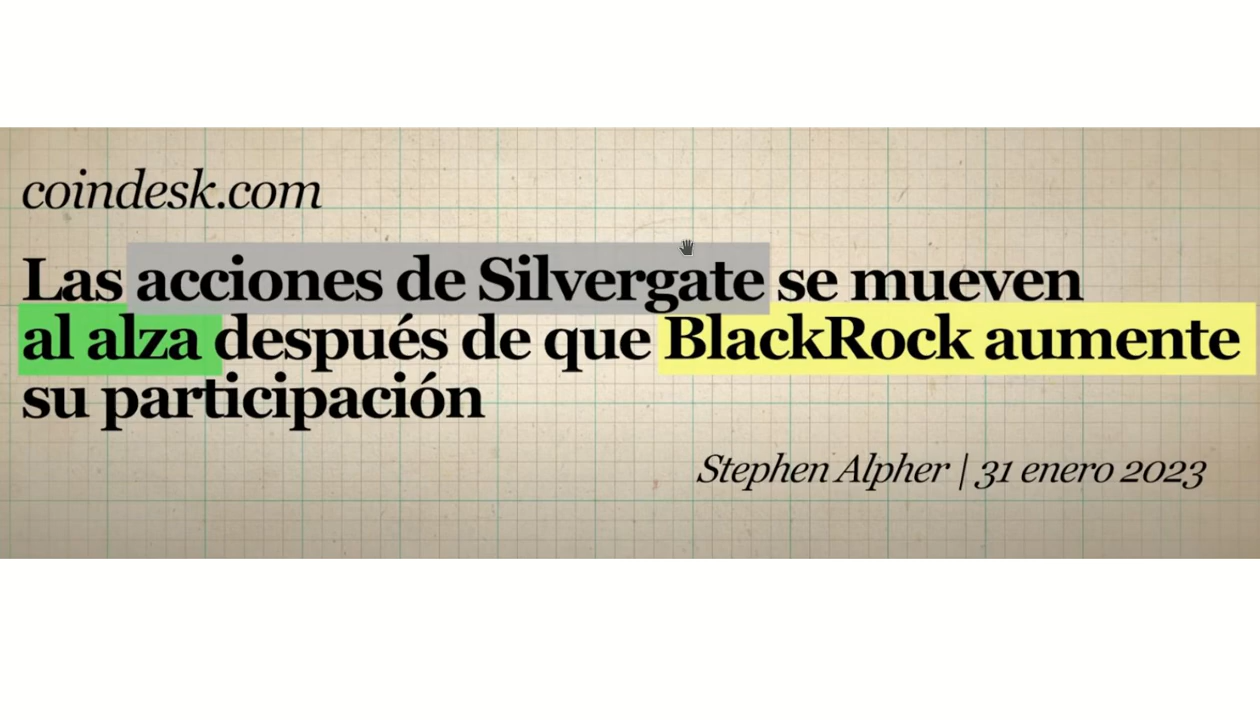 coindesk.com
Las acciones de Silvergate se mueven
al alza después de que BlackRock aumente
su participación
Stephen Alpher | 31 enero 2023